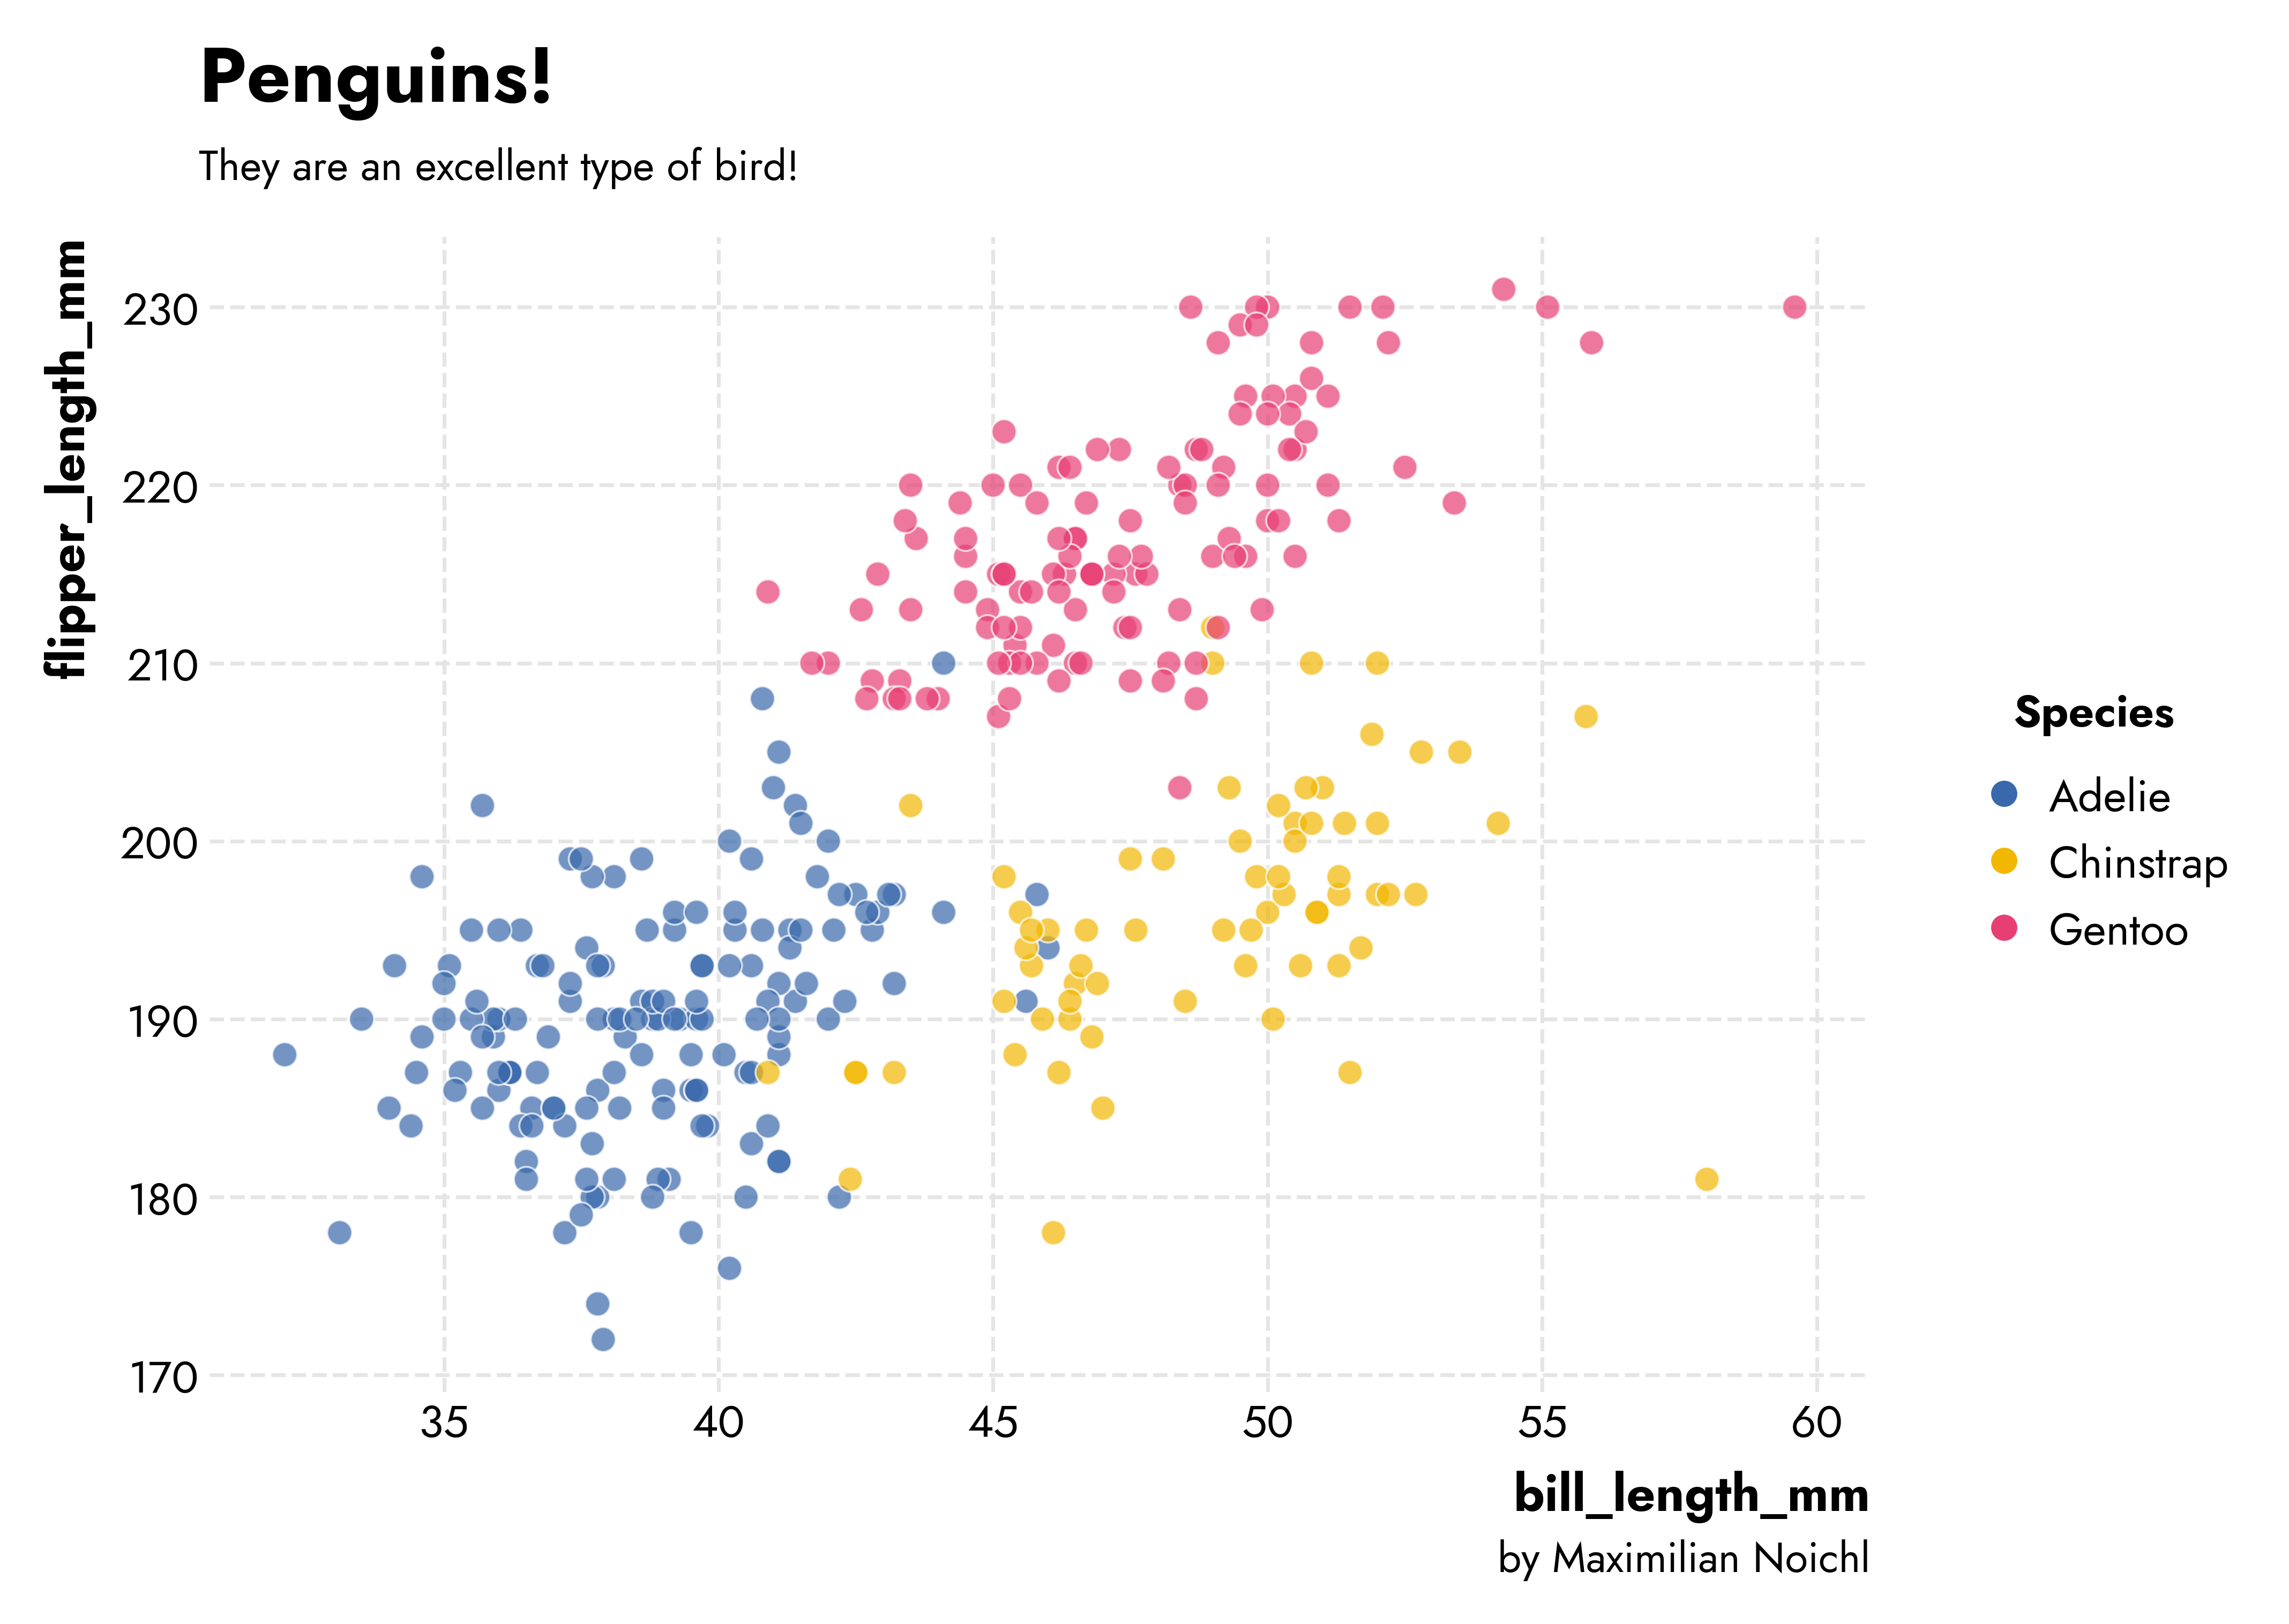 Penguins!
They are an excellent type of bird!
flipper_length_mm
230
220
210
200
190
180
170
35 40 45 50 55 60
bill_length_mm
by Maximilian Noichl
Species
Adelie
Chinstrap
Gentoo